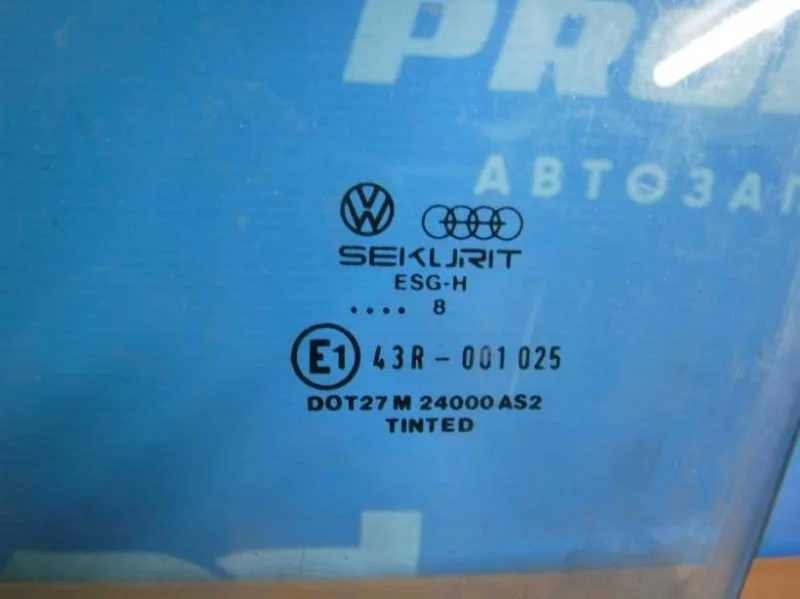 PRO
АВТОЗАП
SEKURIT
ESG-H
.... 8
E1 43R - 001 025
DOT27 M 24000 AS2
TINTED